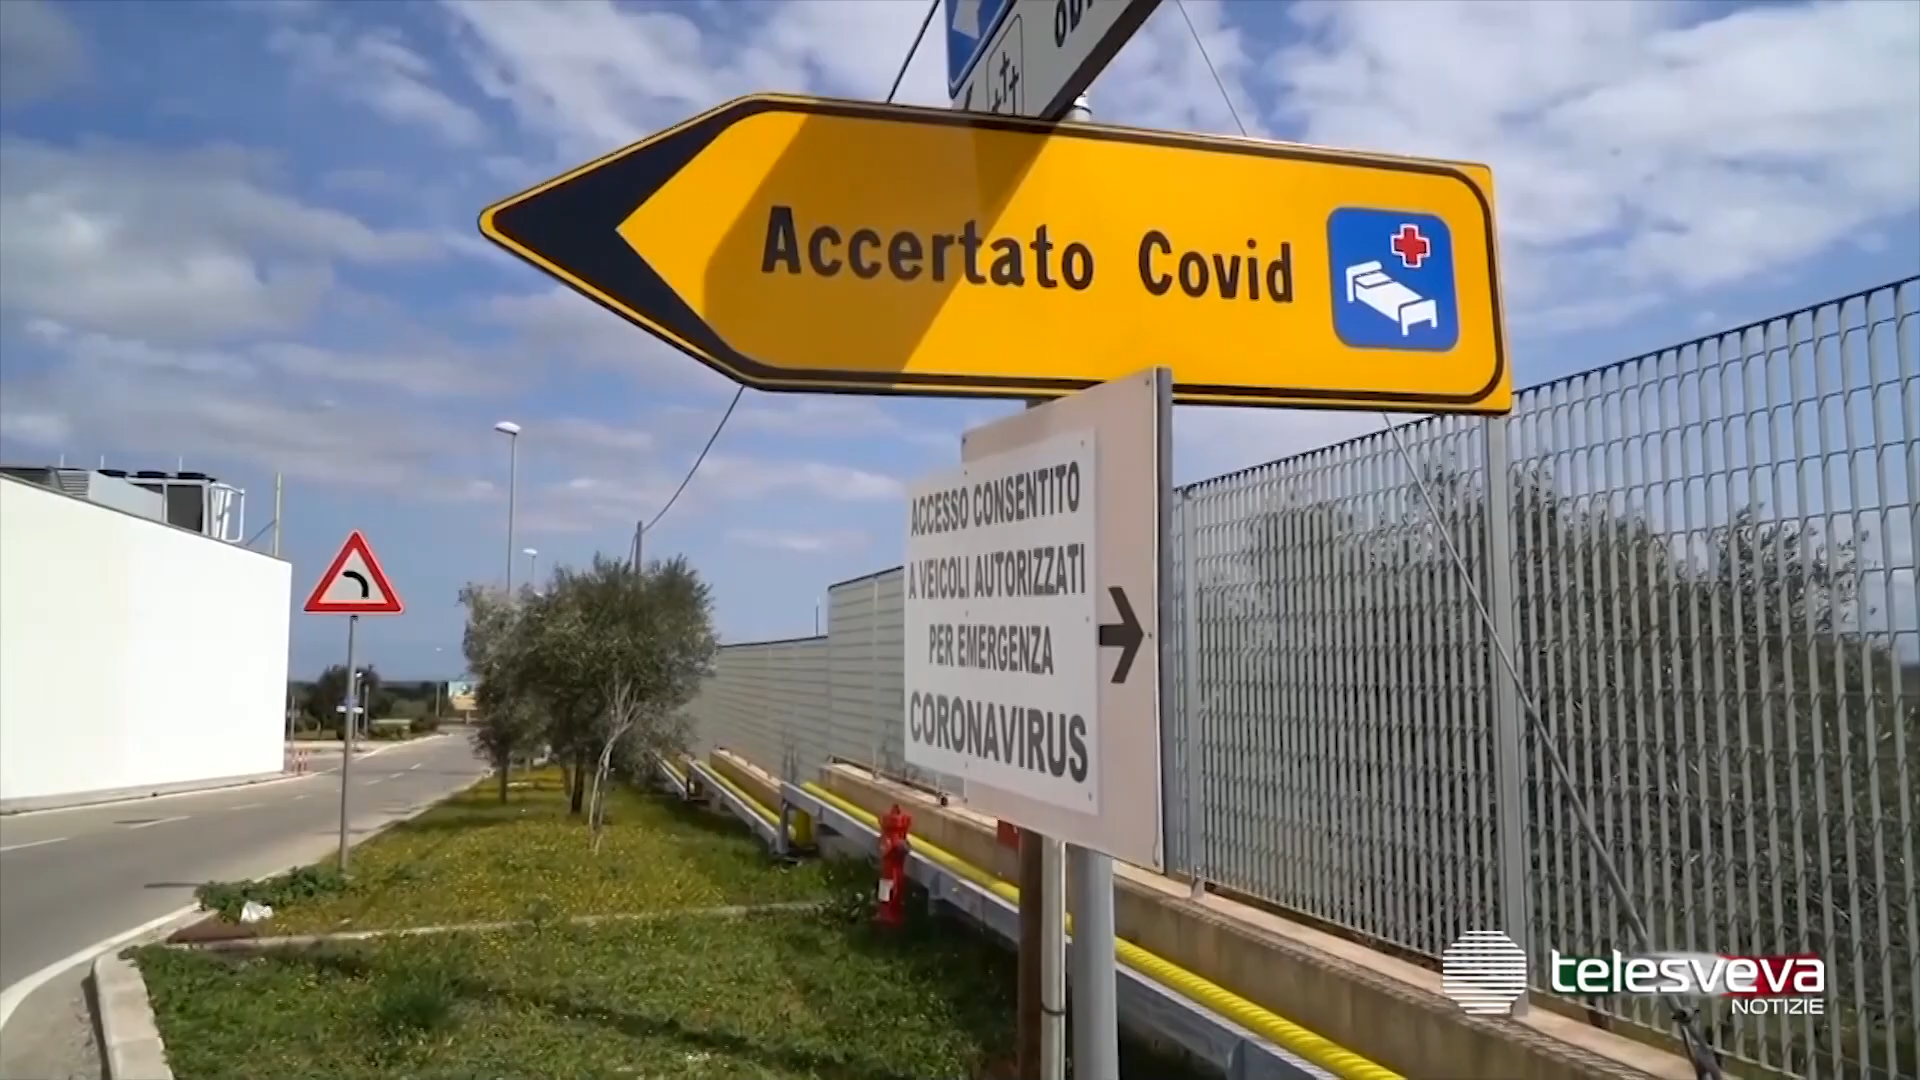 Accertato Covid
ACCESSO CONSENTITO
A VEICOLI AUTORIZZATI
PER EMERGENZA
CORONAVIRUS
telesveva
NOTIZIE